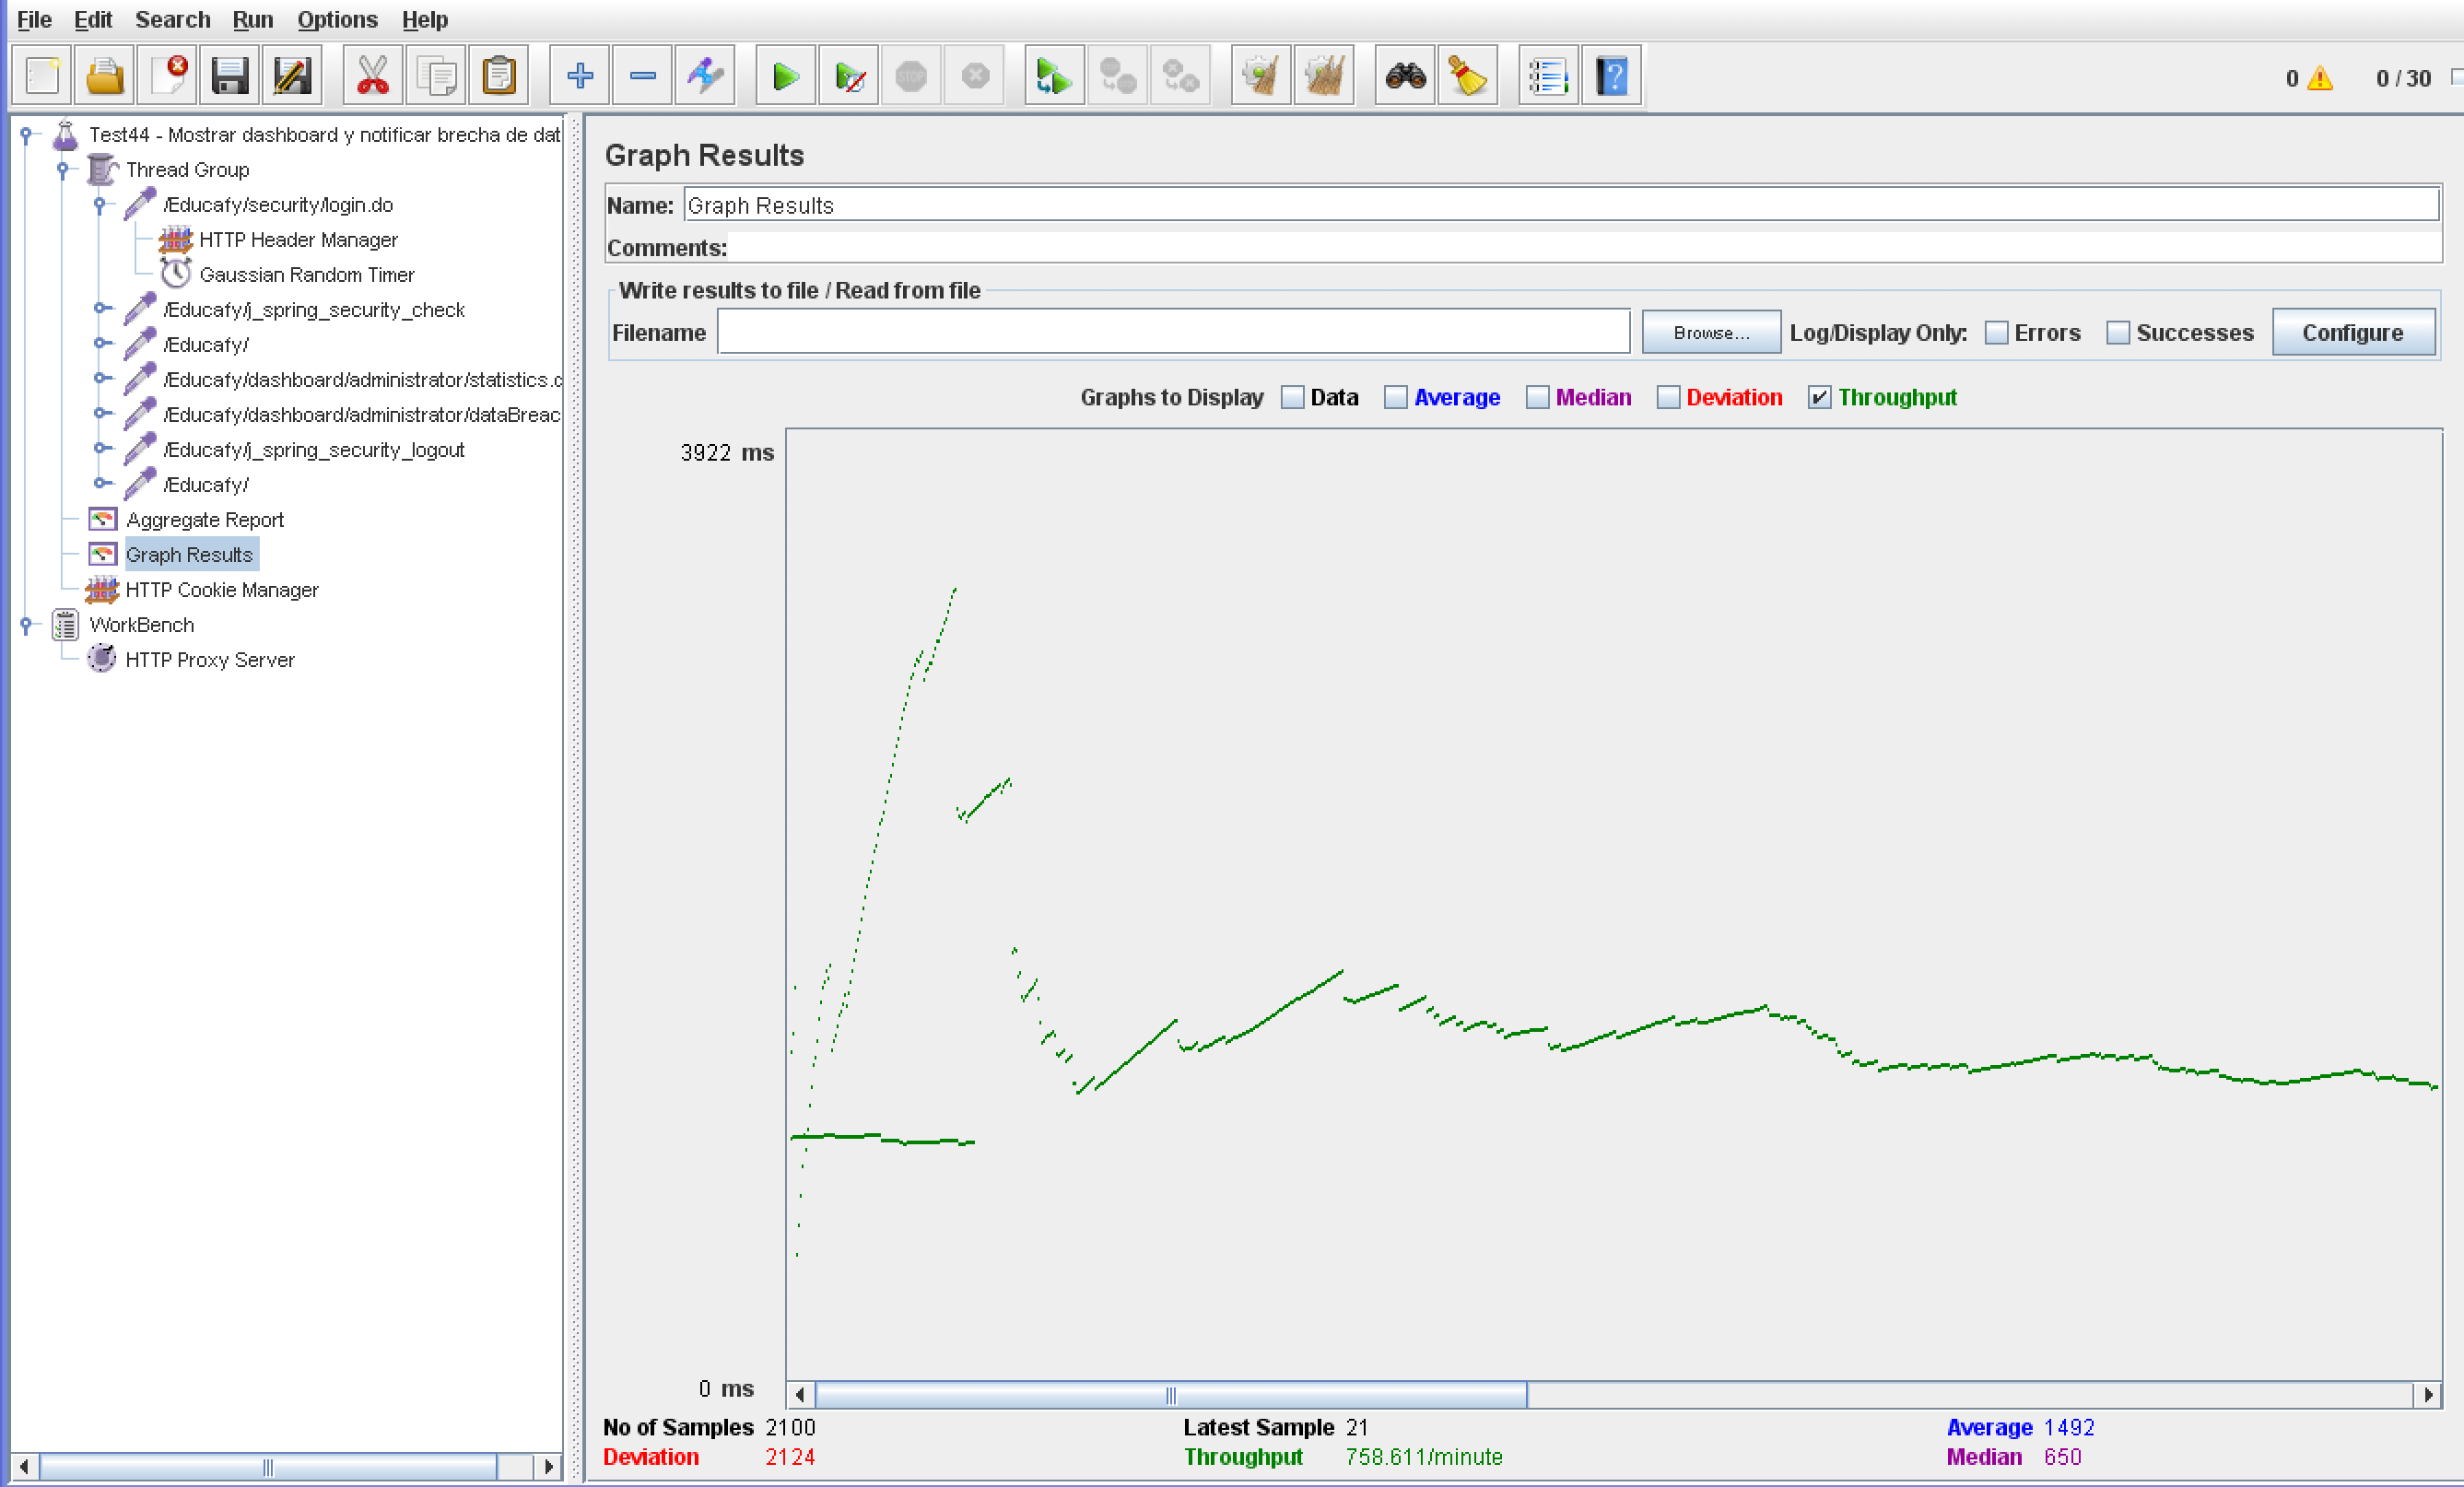 File Edit Search Run Options Help
0 0 / 30
Test44 - Mostrar dashboard y notificar brecha de dat
Thread Group
/Educafy/security/login.do
HTTP Header Manager
Gaussian Random Timer
/Educafy/j_spring_security_check
/Educafy/
/Educafy/dashboard/administrator/statistics.c
/Educafy/dashboard/administrator/dataBreac
/Educafy/j_spring_security_logout
/Educafy/
Aggregate Report
Graph Results
HTTP Cookie Manager
WorkBench
HTTP Proxy Server
Graph Results
Name: Graph Results
Comments:
Write results to file / Read from file
Filename Browse... Log/Display Only: Errors Successes Configure
Graphs to Display Data Average Median Deviation Throughput
3922 ms
0 ms
No of Samples 2100 Latest Sample 21 Average 1492
Deviation 2124 Throughput 758.611/minute Median 650